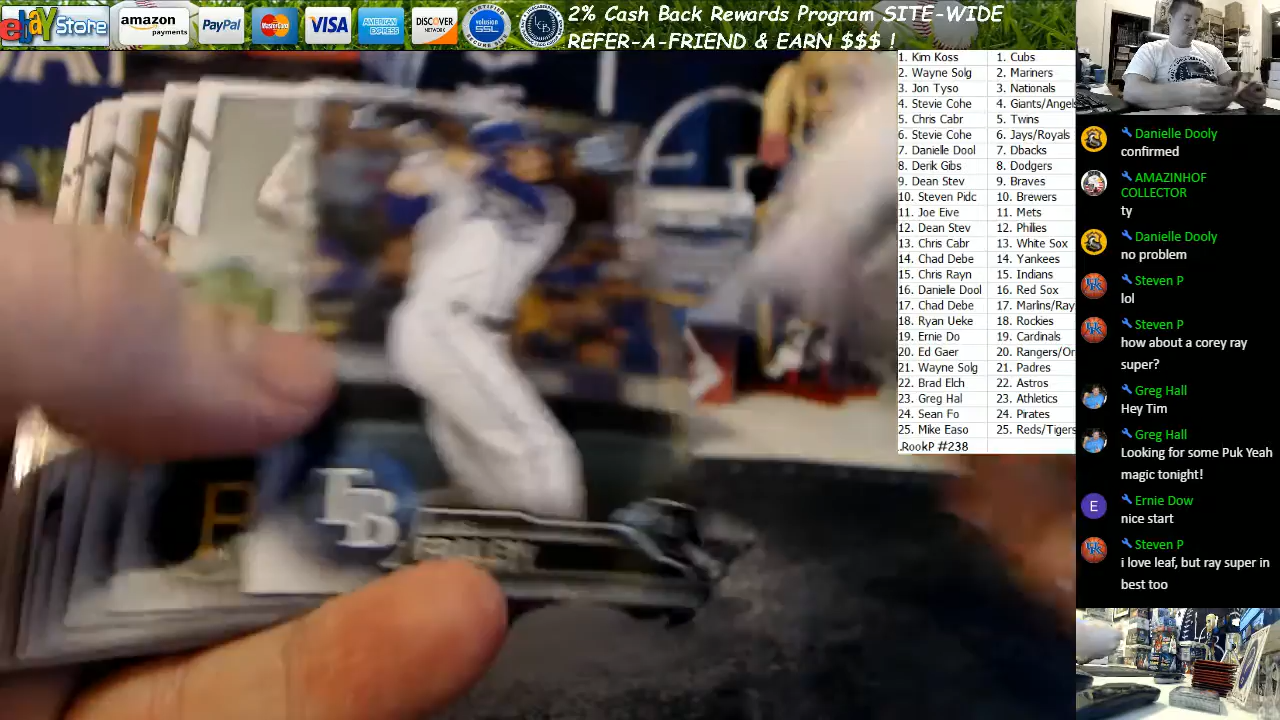 ebay Store
amazon payments
PayPal
MasterCard
VISA
AMERICAN EXPRESS
DISCOVER NETWORK
volusion SSL
2% Cash Back Rewards Program SITE-WIDE
REFER-A-FRIEND & EARN $$$ !
1. Kim Koss 1. Cubs
2. Wayne Solg 2. Mariners
3. Jon Tyso 3. Nationals
4. Stevie Cohe 4. Giants/Angels
5. Chris Cabr 5. Twins
6. Stevie Cohe 6. Jays/Royals
7. Danielle Dool 7. Dbacks
8. Derik Gibs 8. Dodgers
9. Dean Stev 9. Braves
10. Steven Pidc 10. Brewers
11. Joe Eive 11. Mets
12. Dean Stev 12. Philies
13. Chris Cabr 13. White Sox
14. Chad Debe 14. Yankees
15. Chris Rayn 15. Indians
16. Danielle Dool 16. Red Sox
17. Chad Debe 17. Marlins/Ray
18. Ryan Ueke 18. Rockies
19. Ernie Do 19. Cardinals
20. Ed Gaer 20. Rangers/Or
21. Wayne Solg 21. Padres
22. Brad Elch 22. Astros
23. Greg Hal 23. Athletics
24. Sean Fo 24. Pirates
25. Mike Easo 25. Reds/Tigers
.RookP #238
Danielle Dooly
confirmed
AMAZINHOF
COLLECTOR
ty
Danielle Dooly
no problem
Steven P
lol
Steven P
how about a corey ray
super?
Greg Hall
Hey Tim
Greg Hall
Looking for some Puk Yeah
magic tonight!
E
Ernie Dow
nice start
Steven P
i love leaf, but ray super in
best too
TB